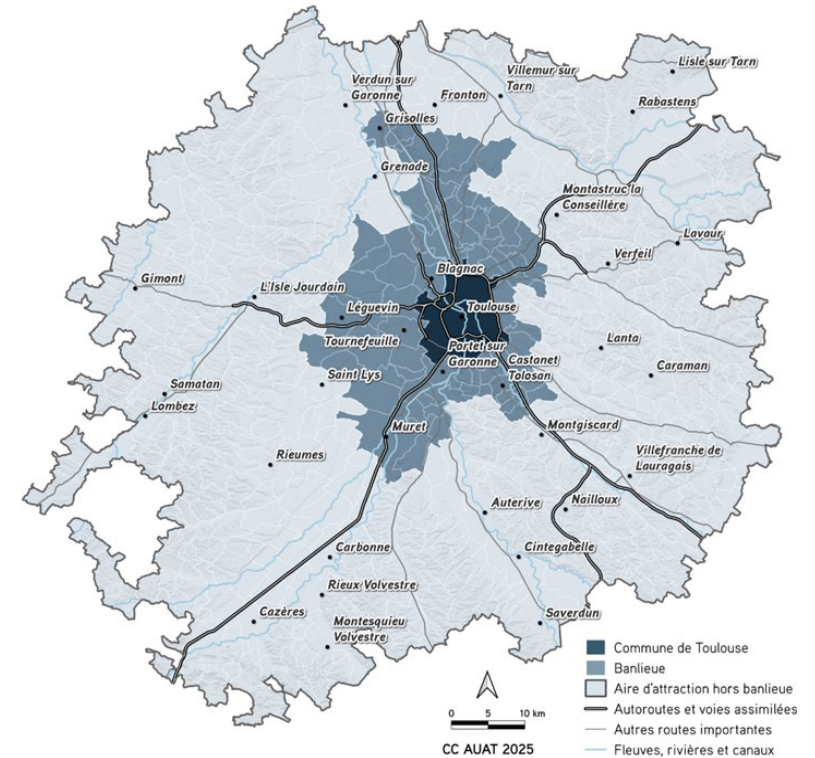 Lisle sur Tarn
Villemur sur
Tarn
Verdun sur
Garonne
Fronton
Rabastens
Grisolles
Grenade
Montastruc la
Conseillère
Lavaur
Verfeil
Blagnac
Gimont
L'Isle Jourdain
Léguevin
Toulouse
Tournefeuille
Portet sur
Garonne
Lanta
Castanet
Tolosan
Caraman
Saint Lys
Samatan
Lombez
Muret
Montgiscard
Rieumes
Villefranche de
Lauragais
Auterive
Nailloux
Carbonne
Cintegabelle
Rieux Volvestre
Cazères
Montesquieu
Volvestre
Saverdun
Commune de Toulouse
Banlieue
Aire d'attraction hors banlieue
Autoroutes et voies assimilées
Autres routes importantes
Fleuves, rivières et canaux
0 5 10 km
CC AUAT 2025